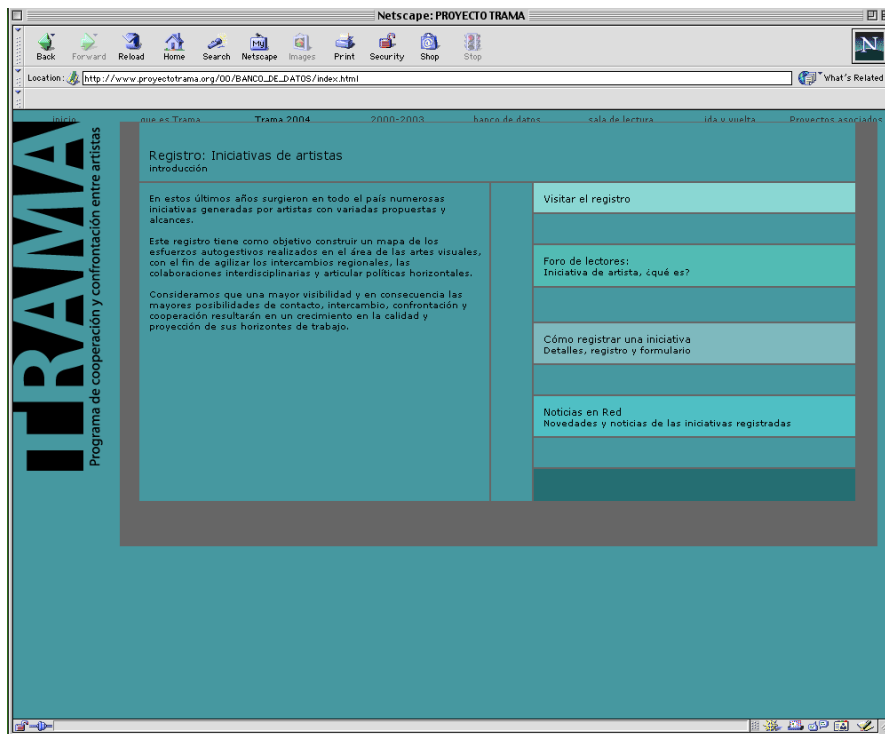 Netscape: PROYECTO TRAMA
Back Forward Reload Home Search Netscape Images Print Security Shop Stop
My
N
Location: http://www.proyectotrama.org/00/BANCO_DE_DATOS/index.html What's Related
inicio que es Trama Trama 2004 2000-2003 banco de datos sala de lectura ida y vuelta Proyectos asociados
TRAMA
Programa de cooperación y confrontación entre artistas
Registro: Iniciativas de artistas
introducción
En estos últimos años surgieron en todo el país numerosas
iniciativas generadas por artistas con variadas propuestas y
alcances.
Este registro tiene como objetivo construir un mapa de los
esfuerzos autogestivos realizados en el área de las artes visuales,
con el fin de agilizar los intercambios regionales, las
colaboraciones interdisciplinarias y articular políticas horizontales.
Consideramos que una mayor visibilidad y en consecuencia las
mayores posibilidades de contacto, intercambio, confrontación y
cooperación resultarán en un crecimiento en la calidad y
proyección de sus horizontes de trabajo.
Visitar el registro
Foro de lectores:
Iniciativa de artista, ¿qué es?
Cómo registrar una iniciativa
Detalles, registro y formulario
Noticias en Red
Novedades y noticias de las iniciativas registradas